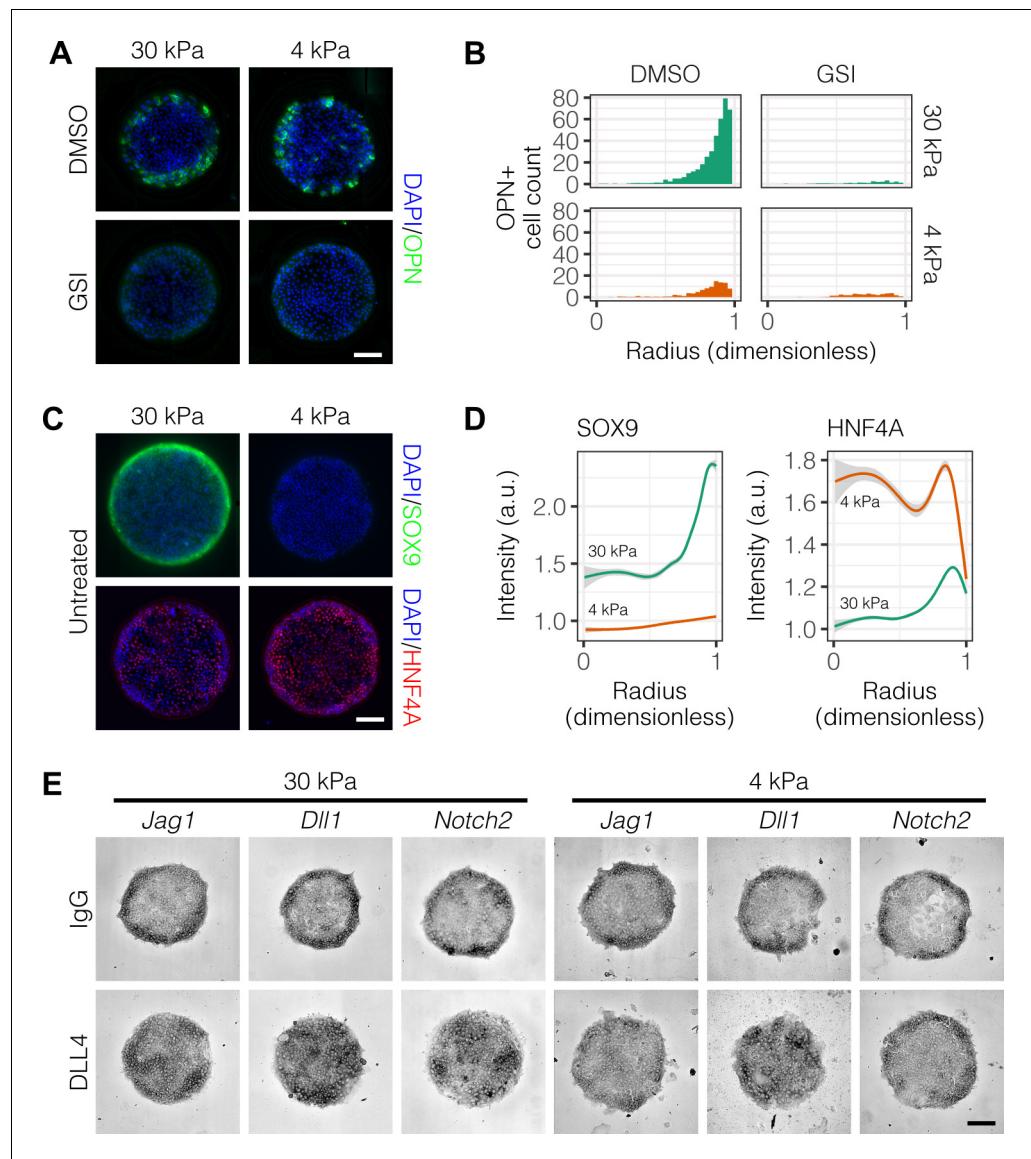 A
30 kPa
4 kPa
DMSO
GSI
DAPI/OPN
B
DMSO
GSI
OPN+
cell count
80
60
40
20
0
80
60
40
20
0
30 kPa
4 kPa
0
1
0
1
Radius (dimensionless)
C
30 kPa
4 kPa
Untreated
DAPI/SOX9
DAPI/HNF4A
D
SOX9
Intensity (a.u.)
2.0
1.5
1.0
30 kPa
4 kPa
0
1
Radius
(dimensionless)
HNF4A
Intensity (a.u.)
1.8
1.6
1.4
1.2
1.0
4 kPa
30 kPa
0
1
Radius
(dimensionless)
E
30 kPa
4 kPa
Jag1
Dll1
Notch2
Jag1
Dll1
Notch2
IgG
DLL4